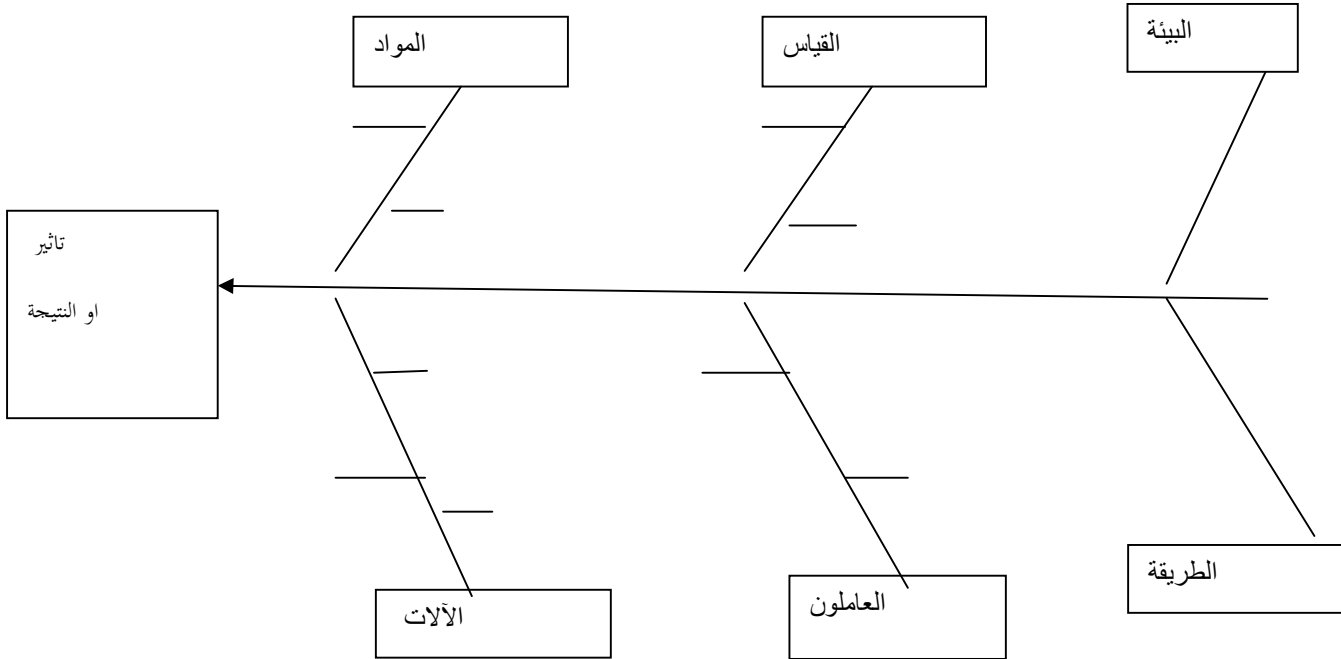 البيئة
القياس
المواد
تاثير
او النتيجة
الطريقة
العاملون
الآلات